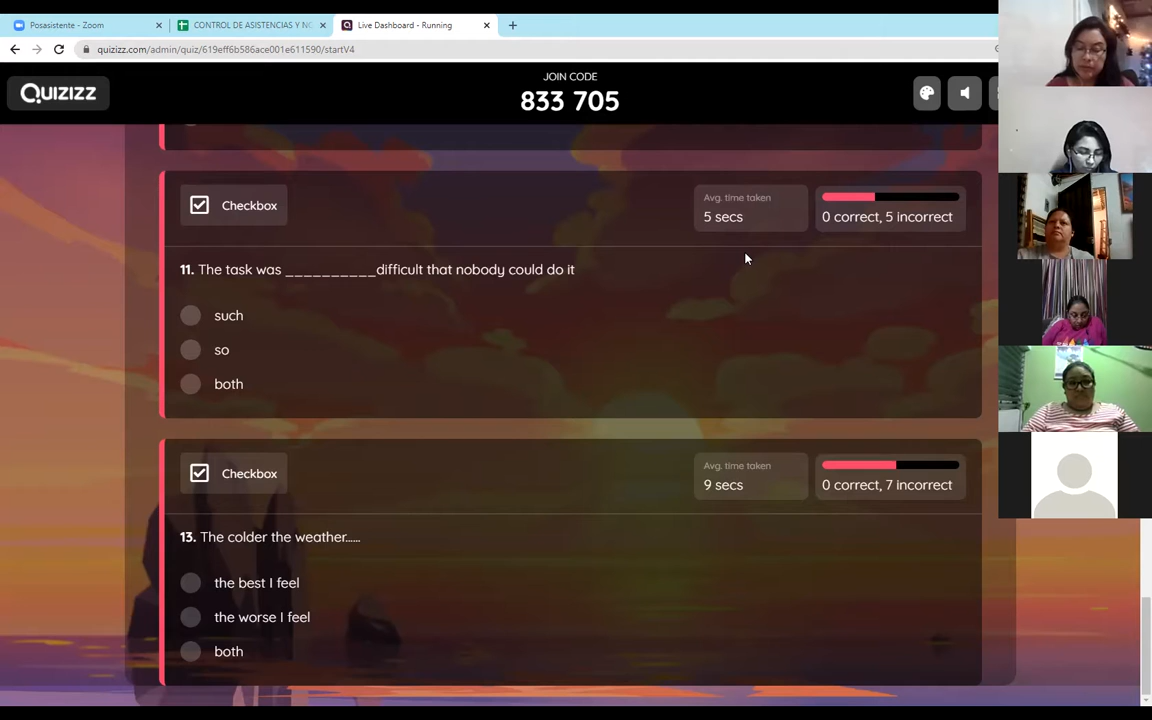 Posasistente - Zoom
CONTROL DE ASISTENCIAS Y NO
Live Dashboard - Running
quizizz.com/admin/quiz/619eff6b586ace001e611590/startV4
Quizizz
JOIN CODE
833 705
Checkbox
Avg. time taken
5 secs
0 correct, 5 incorrect
11. The task was __________difficult that nobody could do it
such
so
both
Checkbox
Avg. time taken
9 secs
0 correct, 7 incorrect
13. The colder the weather.....
the best I feel
the worse I feel
both